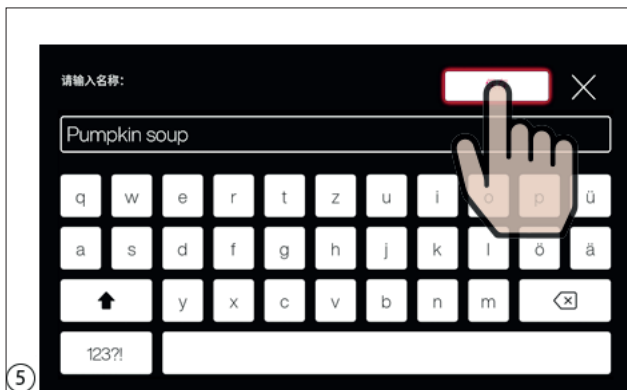 请输入名称:
Pumpkin soup
q w e r t z u i o p ü
a s d f g h j k l ö ä
y x c v b n m
123?!
5